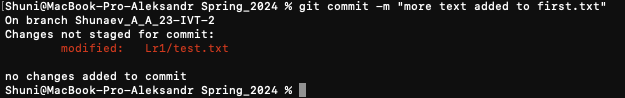 [Shuni@MacBook-Pro-Aleksandr Spring_2024 % git commit -m "more text added to first.txt"
On branch Shunaev_A_A_23-IVT-2
Changes not staged for commit:
modified:   Lr1/test.txt
no changes added to commit
Shuni@MacBook-Pro-Aleksandr Spring_2024 %